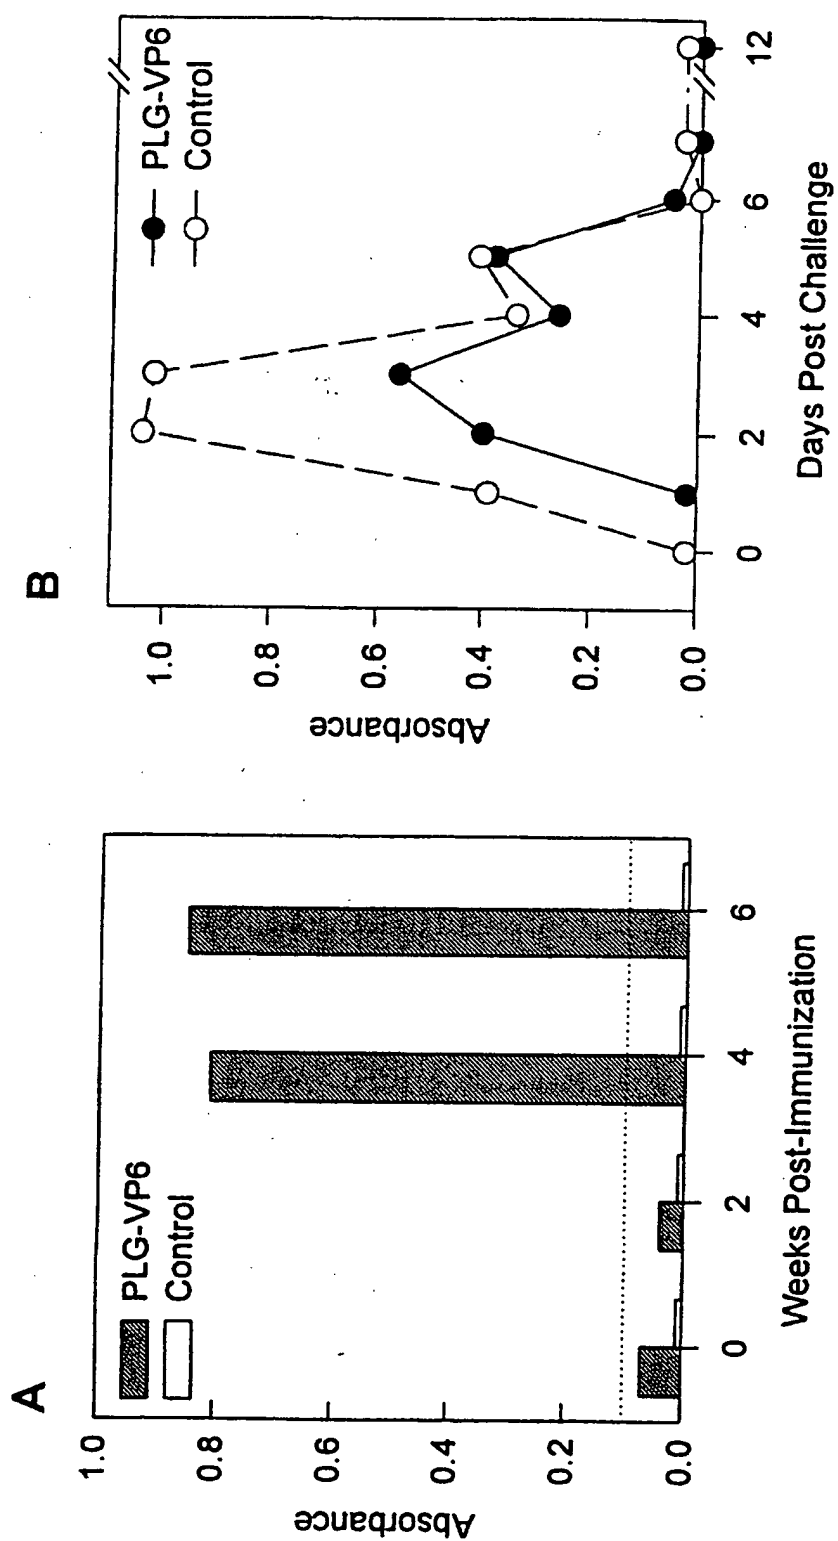 A
PLG-VP6
Control
Absorbance
1.0
0.8
0.6
0.4
0.2
0.0
0 2 4 6
Weeks Post-Immunization
B
PLG-VP6
Control
Absorbance
1.0
0.8
0.6
0.4
0.2
0.0
0 2 4 6 12
Days Post Challenge